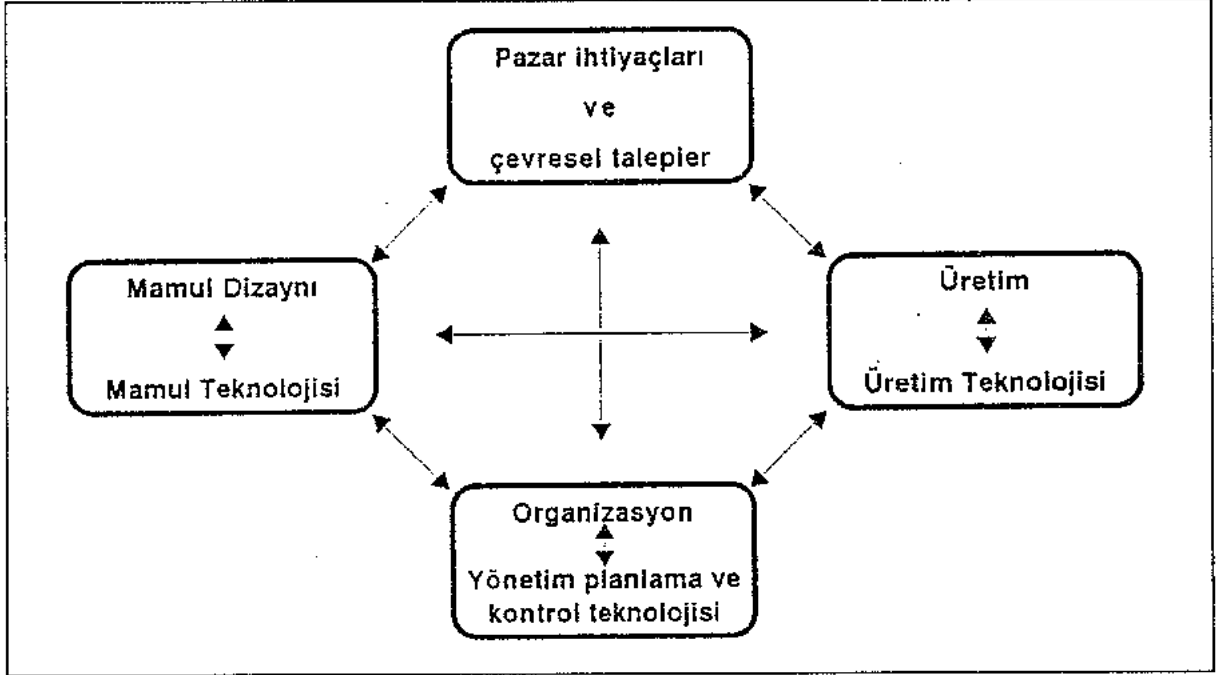 Pazar ihtiyaçları
ve
çevresel talepler
Mamul Dizaynı
Mamul Teknolojisi
Üretim
Üretim Teknolojisi
Organizasyon
Yönetim planlama ve
kontrol teknolojisi